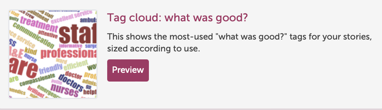 Tag cloud: what was good?
This shows the most-used "what was good?" tags for your stories,
sized according to use.
Preview
treatment
staff
professional
A&E
care
friendly
efficient
doctors
nurses